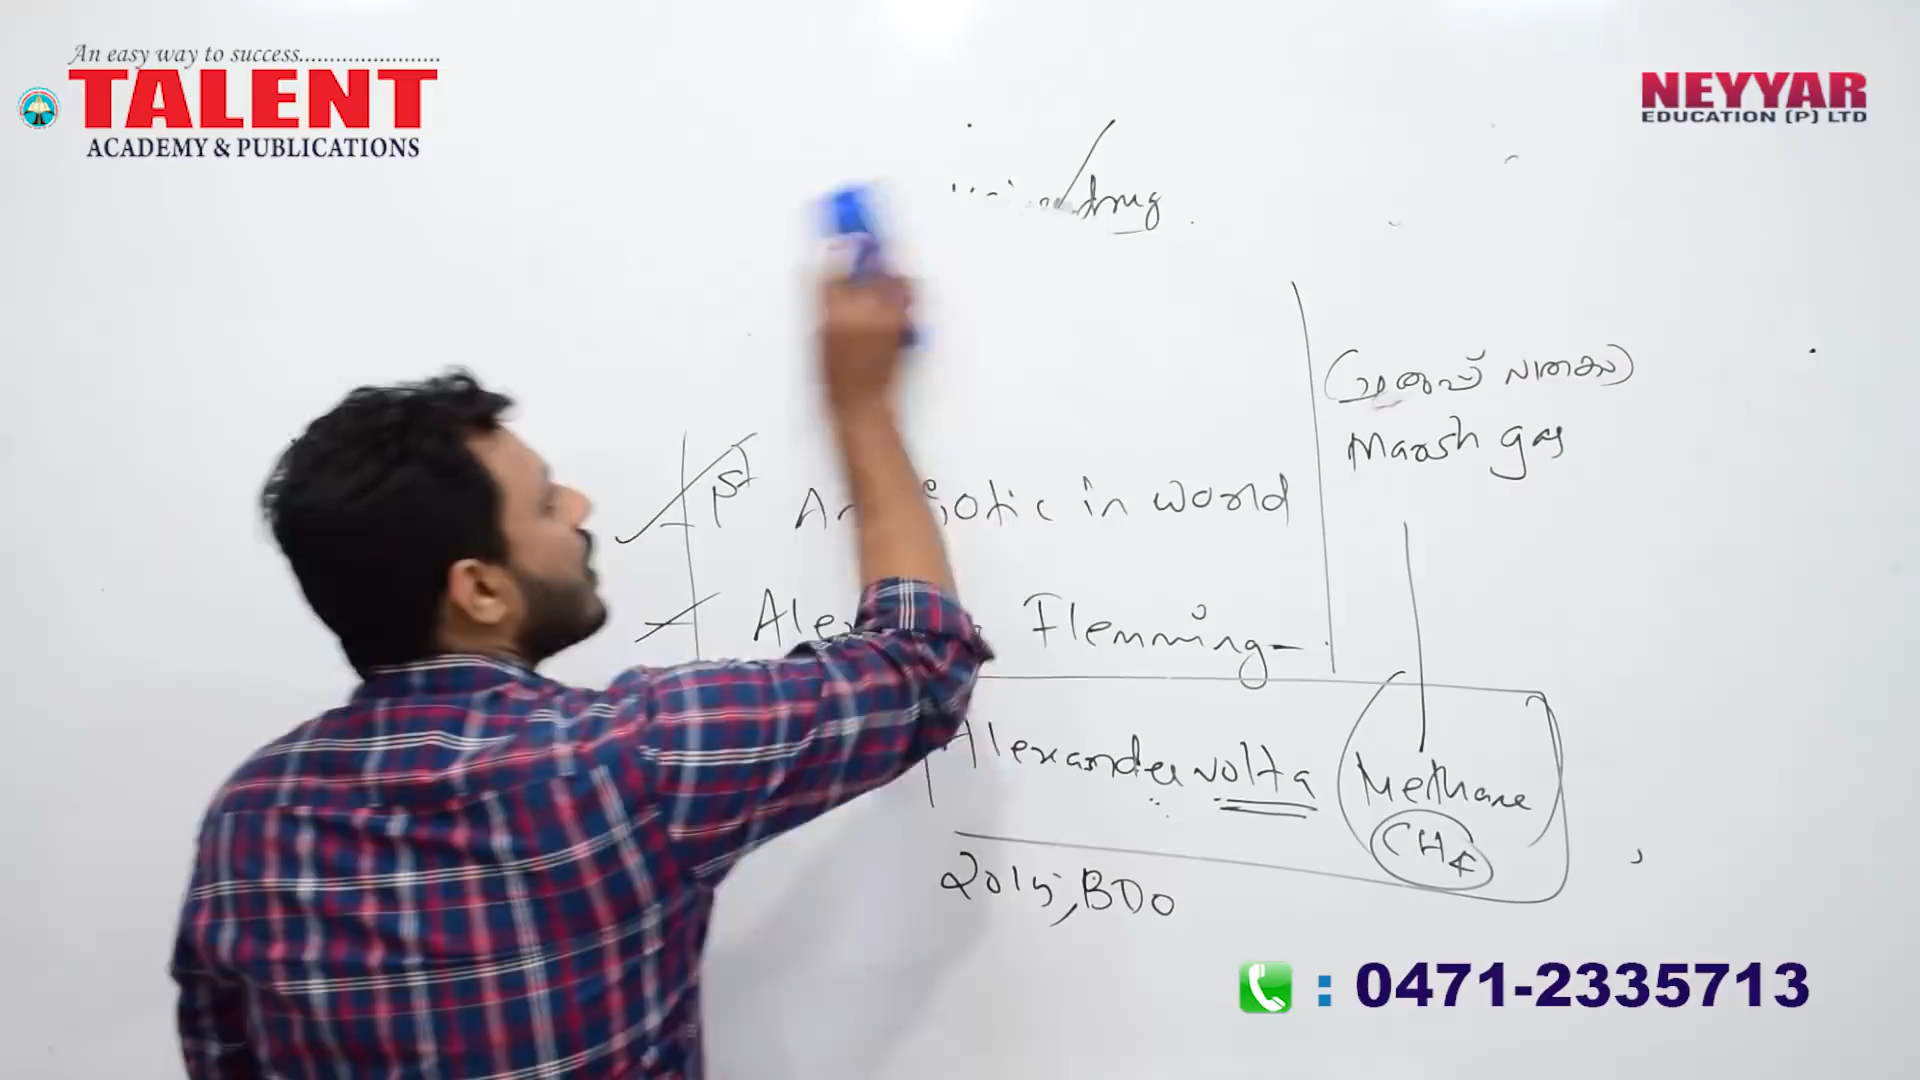 An easy way to success........................
TALENT
ACADEMY & PUBLICATIONS
NEYYAR
EDUCATION (P) LTD
drug
Marsh gas
1st in world
Flemming
Alexander volta
Methane
CH4
2015, BDO
: 0471-2335713